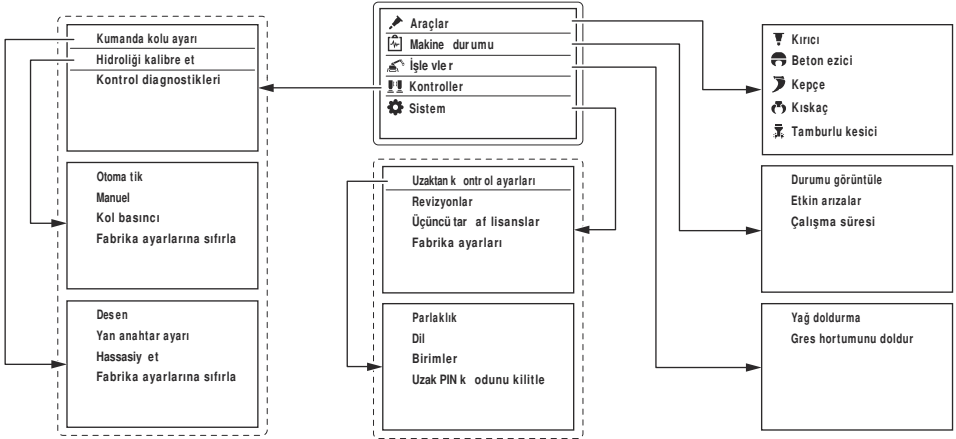 Kumanda kolu ayarı
Hidroliği kalibre et
Kontrol diagnostikleri
Otomatik
Manuel
Kol basıncı
Fabrika ayarlarına sıfırla
Desen
Yan anahtar ayarı
Hassasiyet
Fabrika ayarlarına sıfırla
Araçlar
Makine durumu
İşlevler
Kontroller
Sistem
Uzaktan kontrol ayarları
Revizyonlar
Üçüncü taraf lisanslar
Fabrika ayarları
Parlaklık
Dil
Birimler
Uzak PIN kodunu kilitle
Kırıcı
Beton ezici
Kepçe
Kıskaç
Tamburlu kesici
Durumu görüntüle
Etkin arızalar
Çalışma süresi
Yağ doldurma
Gres hortumunu doldur